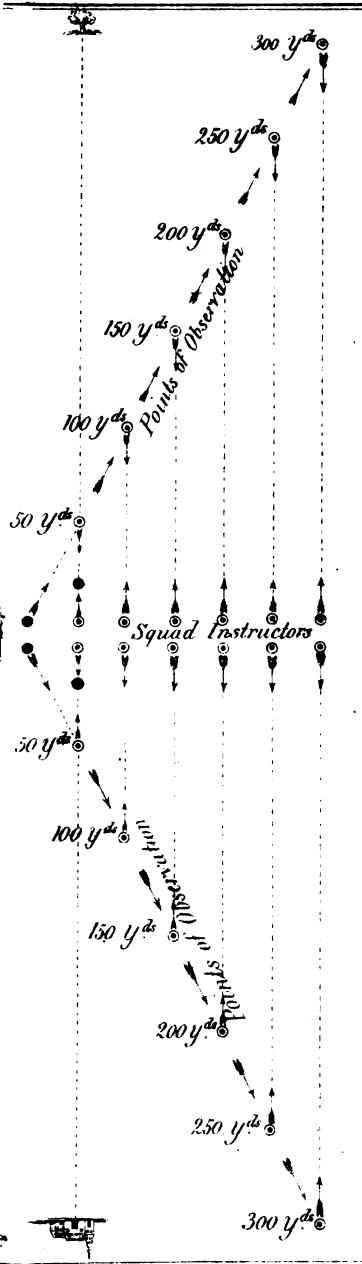 300 Yds
250 Yds
200 Yds
150 Yds
Points of Observation
100 Yds
50 Yds
Squad Instructors
50 Yds
100 Yds
Points of Observation
150 Yds
200 Yds
250 Yds
300 Yds